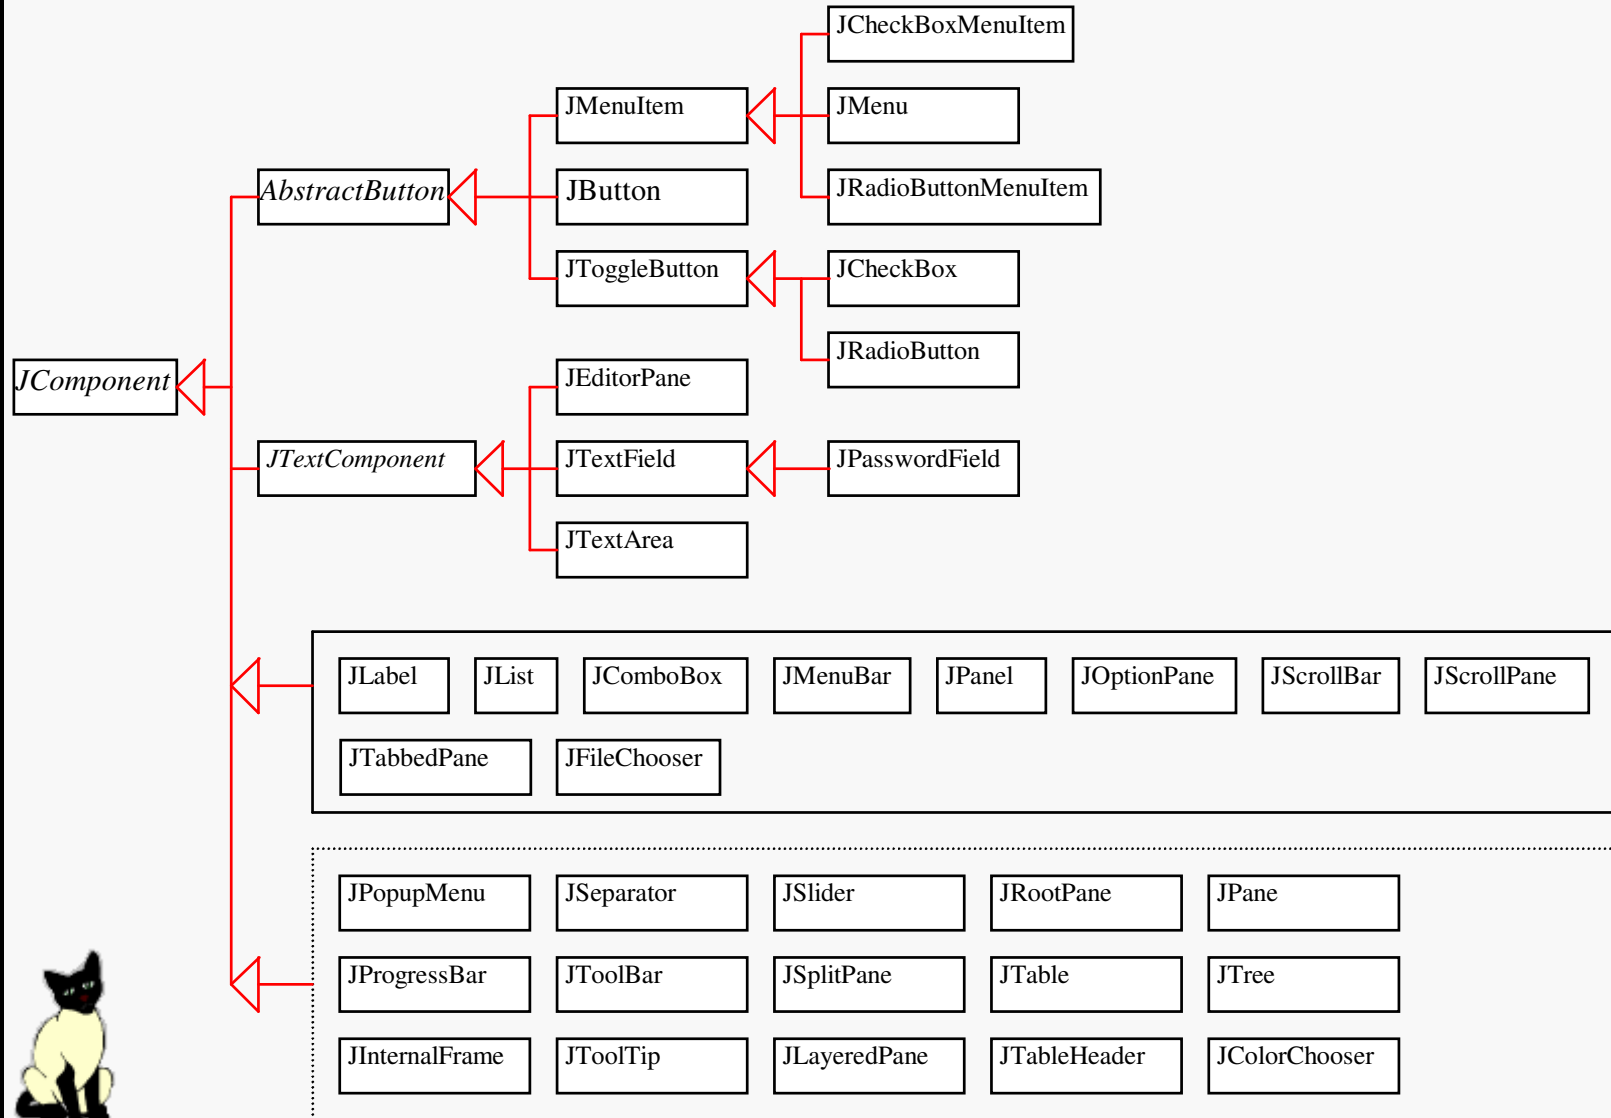 JCheckBoxMenuItem
JMenuItem
JMenu
AbstractButton
JButton
JRadioButtonMenuItem
JToggleButton
JCheckBox
JRadioButton
JComponent
JEditorPane
JTextComponent
JTextField
JPasswordField
JTextArea
JLabel JList JComboBox JMenuBar JPanel JOptionPane JScrollBar JScrollPane
JTabbedPane JFileChooser
JPopupMenu JSeparator JSlider JRootPane JPane
JProgressBar JToolBar JSplitPane JTable JTree
JInternalFrame JToolTip JLayeredPane JTableHeader JColorChooser